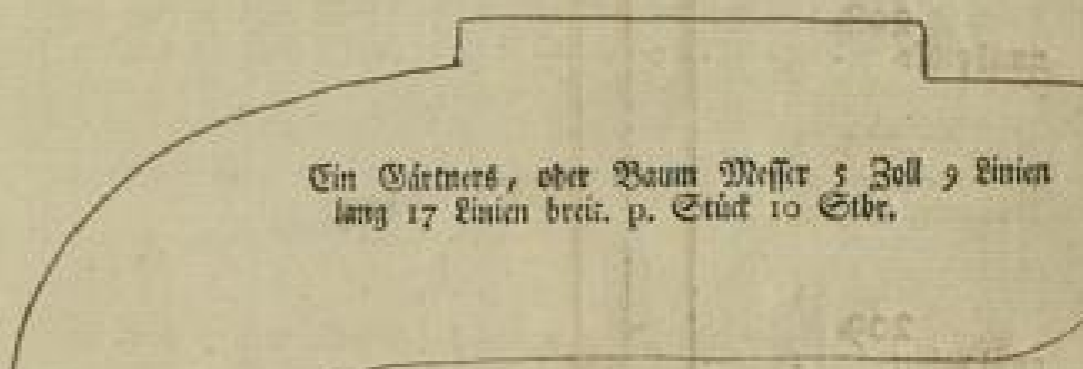 Ein Gärtners, oder Baum Messer 5 Zoll 9 Linien
lang 17 Linien breit. p. Stück 10 Stbr.